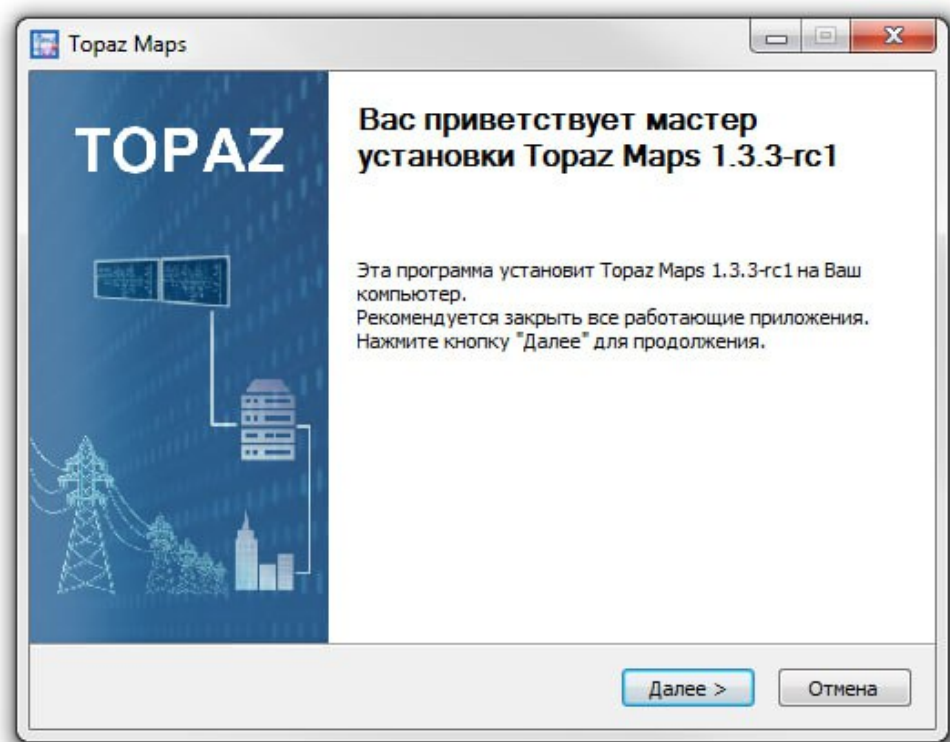 Topaz Maps
TOPAZ
Вас приветствует мастер
установки Topaz Maps 1.3.3-rc1
Эта программа установит Topaz Maps 1.3.3-rc1 на Ваш
компьютер.
Рекомендуется закрыть все работающие приложения.
Нажмите кнопку "Далее" для продолжения.
Далее >
Отмена